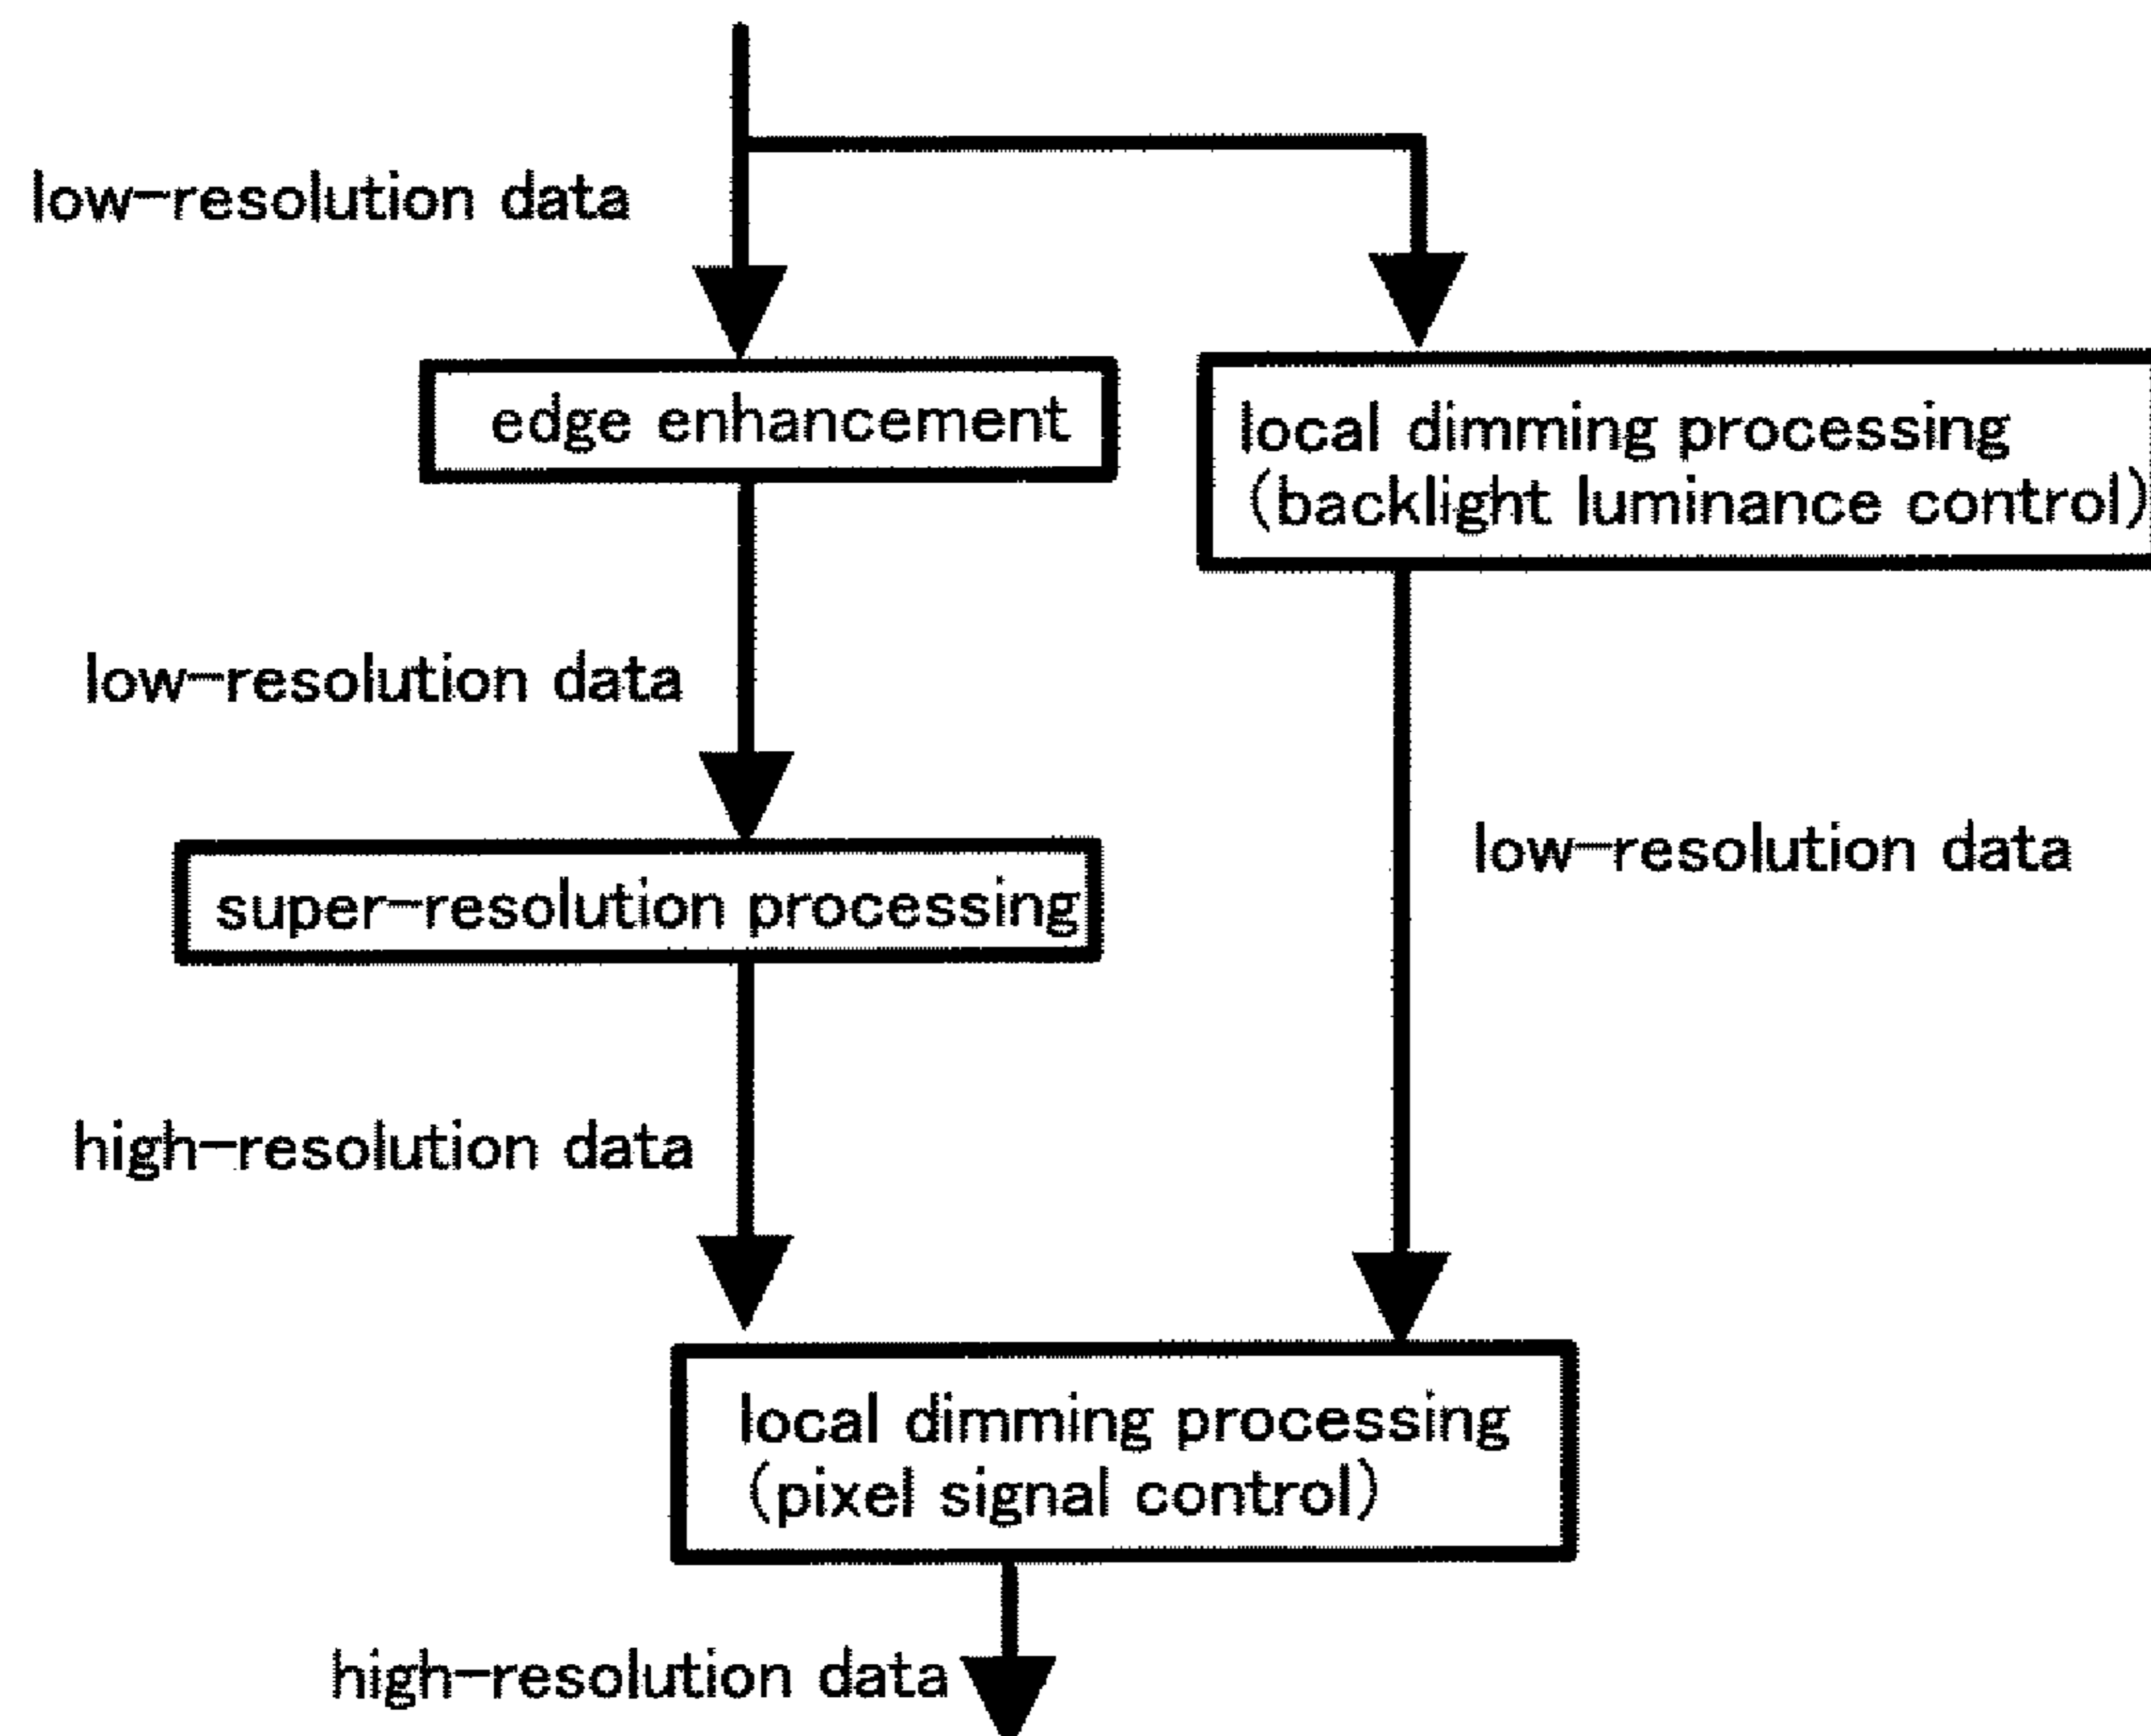 low-resolution data
edge enhancement
local dimming processing
(backlight luminance control)
low-resolution data
low-resolution data
super-resolution processing
high-resolution data
local dimming processing
(pixel signal control)
high-resolution data